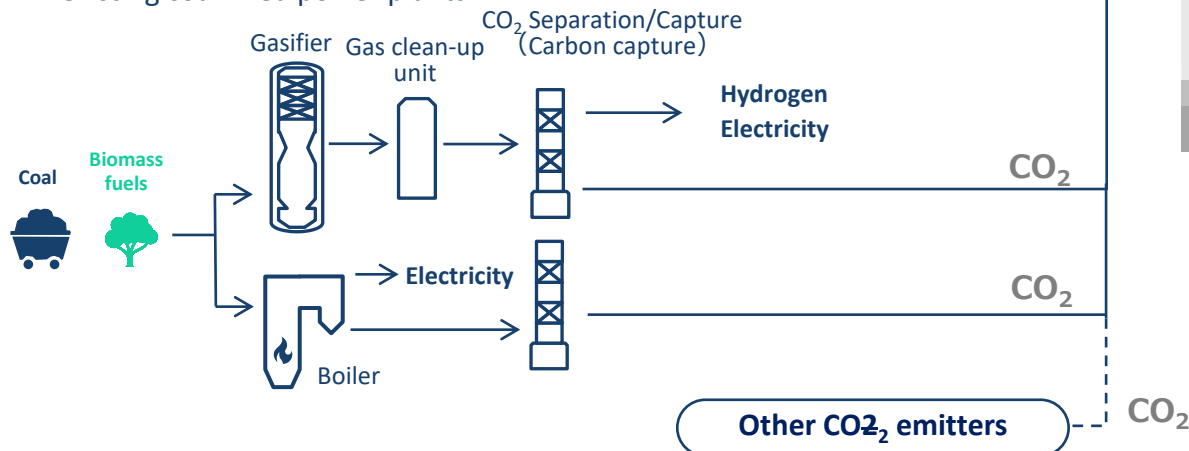 CO₂ Separation/Capture
(Carbon capture)
Gasifier
Gas clean-up
unit
Hydrogen
Electricity
Coal
Biomass
fuels
CO₂
Electricity
CO₂
Boiler
Other CO2₂ emitters
CO₂